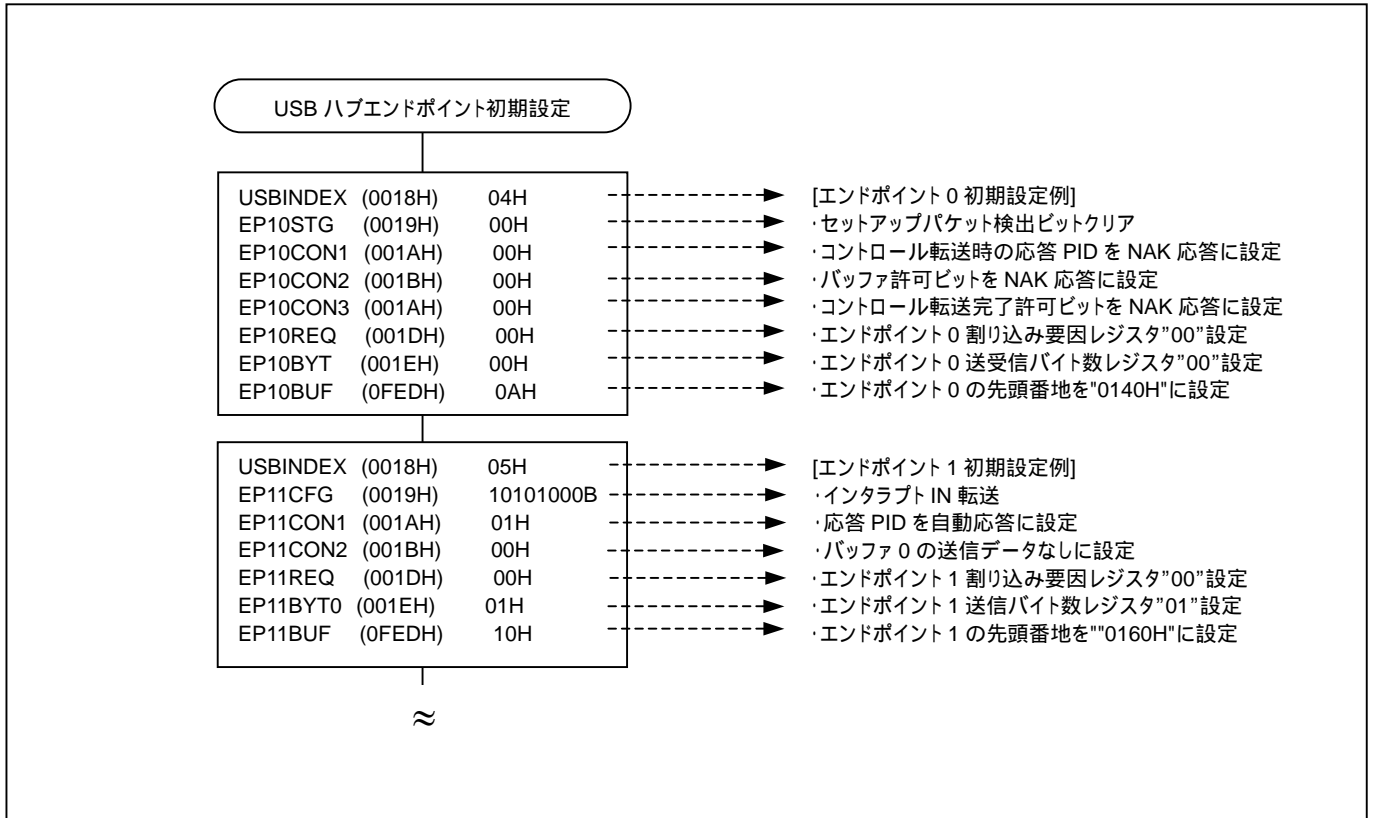 USB ハブエンドポイント初期設定
USBINDEX (0018H) 04H [エンドポイント 0 初期設定例]
EP10STG (0019H) 00H ・セットアップパケット検出ビットクリア
EP10CON1 (001AH) 00H ・コントロール転送時の応答 PID を NAK 応答に設定
EP10CON2 (001BH) 00H ・バッファ許可ビットを NAK 応答に設定
EP10CON3 (001AH) 00H ・コントロール転送完了許可ビットを NAK 応答に設定
EP10REQ (001DH) 00H ・エンドポイント 0 割り込み要因レジスタ"00"設定
EP10BYT (001EH) 00H ・エンドポイント 0 送受信バイト数レジスタ"00"設定
EP10BUF (0FEDH) 0AH ・エンドポイント 0 の先頭番地を"0140H"に設定
USBINDEX (0018H) 05H [エンドポイント 1 初期設定例]
EP11CFG (0019H) 10101000B ・インタラプト IN 転送
EP11CON1 (001AH) 01H ・応答 PID を自動応答に設定
EP11CON2 (001BH) 00H ・バッファ 0 の送信データなしに設定
EP11REQ (001DH) 00H ・エンドポイント 1 割り込み要因レジスタ"00"設定
EP11BYT0 (001EH) 01H ・エンドポイント 1 送信バイト数レジスタ"01"設定
EP11BUF (0FEDH) 10H ・エンドポイント 1 の先頭番地を""0160H"に設定
≈